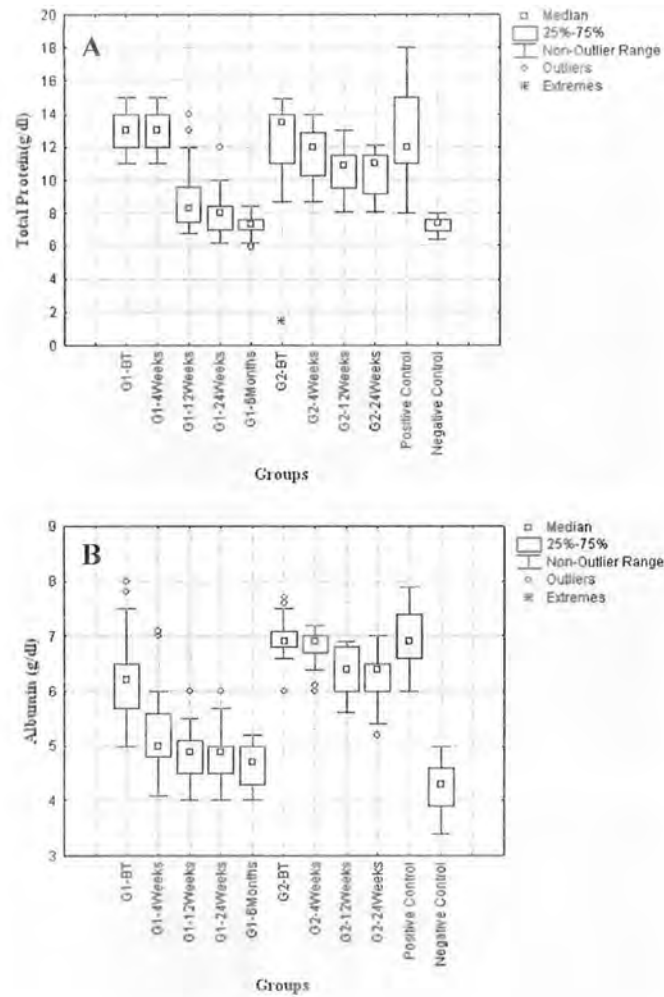 A
Total Protein(g/dl)
20
18
16
14
12
10
8
6
4
2
0
G1-BT
G1-4Weeks
G1-12Weeks
G1-24Weeks
G1-6Months
G2-BT
G2-4Weeks
G2-12Weeks
G2-24Weeks
Positive Control
Negative Control
Groups
Median
25%-75%
Non-Outlier Range
Outliers
Extremes
B
Albumin (g/dl)
9
8
7
6
5
4
3
G1-BT
G1-4Weeks
G1-12Weeks
G1-24Weeks
G1-6Months
G2-BT
G2-4Weeks
G2-12Weeks
G2-24Weeks
Positive Control
Negative Control
Groups
Median
25%-75%
Non-Outlier Range
Outliers
Extremes